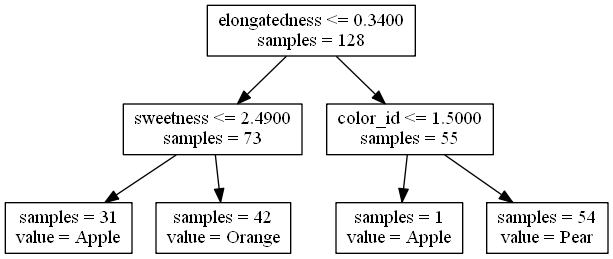 elongatedness <= 0.3400
samples = 128
sweetness <= 2.4900
samples = 73
color_id <= 1.5000
samples = 55
samples = 31
value = Apple
samples = 42
value = Orange
samples = 1
value = Apple
samples = 54
value = Pear